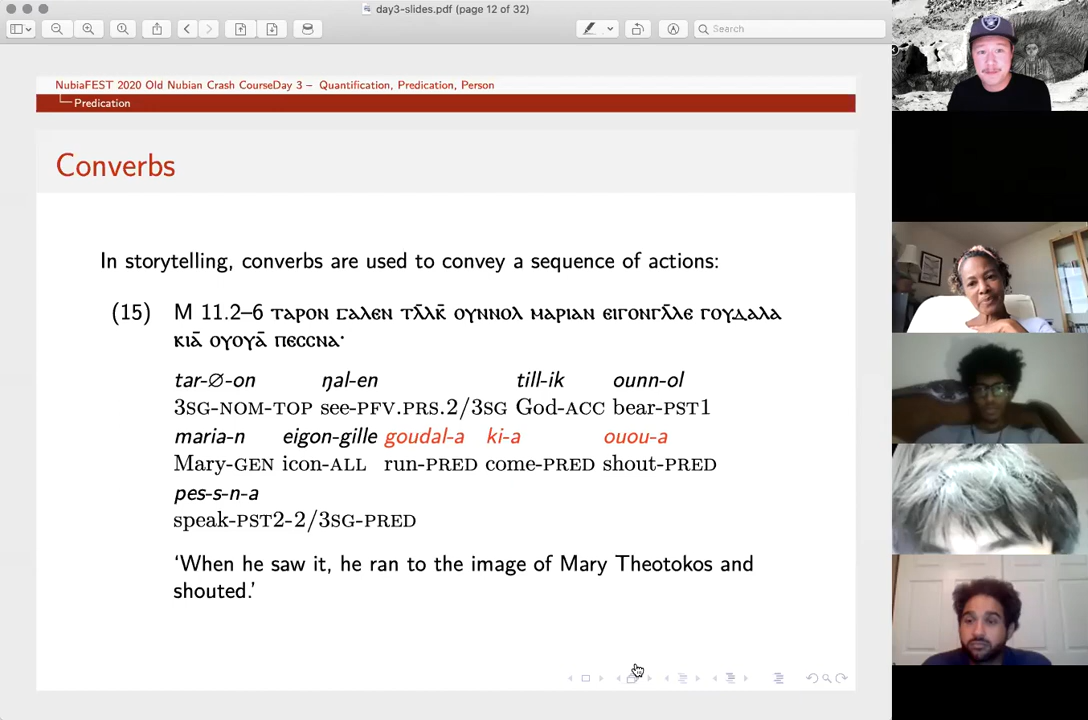 day3-slides.pdf (page 12 of 32)
Search
NubiaFEST 2020 Old Nubian Crash CourseDay 3 – Quantification, Predication, Person
Predication
Converbs
In storytelling, converbs are used to convey a sequence of actions:
(15) M 11.2–6 ⲧⲁⲣⲟⲛ ⳟⲁⲗⲉⲛ ⲧⲗ̄ⲗⲕ̄ ⲟⲩⲛⲛⲟⲗ ⲙⲁⲣⲓⲁⲛ ⲉⲓⲅⲟⲛⲅⲗ̄ⲗⲉ ⲅⲟⲩⲇⲁⲗⲁ
ⲕⲓⲁ̄ ⲟⲩⲟⲩⲁ̄ ⲡⲉⲥⲥⲛⲁ·
tar-∅-on ŋal-en till-ik ounn-ol
3SG-NOM-TOP see-PFV.PRS.2/3SG God-ACC bear-PST1
maria-n eigon-gille goudal-a ki-a ouou-a
Mary-GEN icon-ALL run-PRED come-PRED shout-PRED
pes-s-n-a
speak-PST2-2/3SG-PRED
‘When he saw it, he ran to the image of Mary Theotokos and
shouted.’